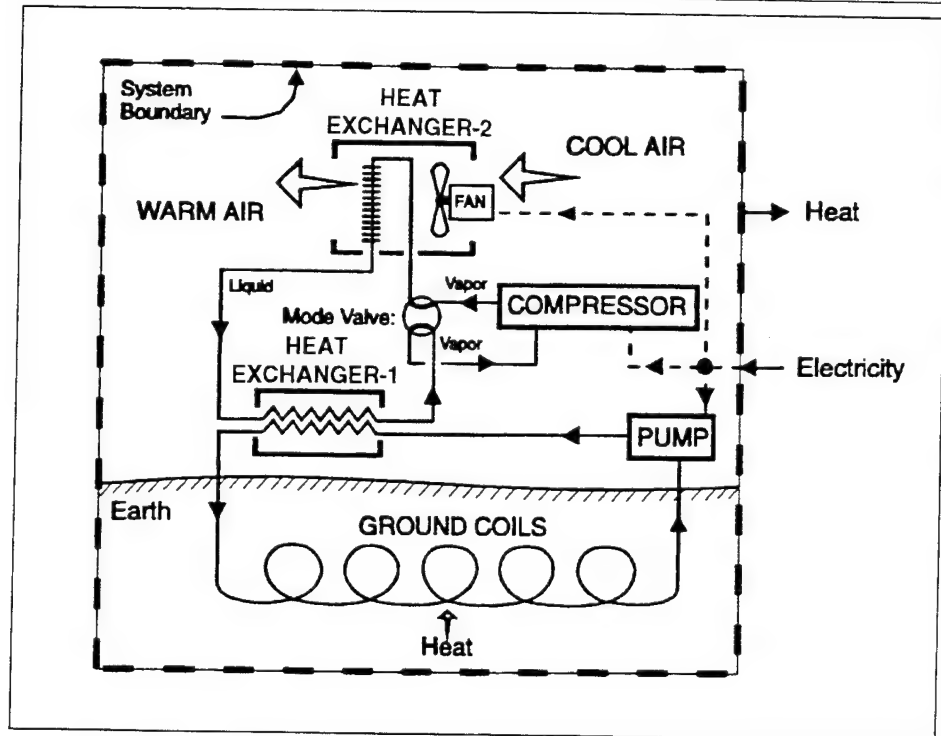 System
Boundary
HEAT
EXCHANGER-2
COOL AIR
WARM AIR
FAN
Heat
Liquid
Vapor
COMPRESSOR
Mode Valve:
Vapor
HEAT
EXCHANGER-1
Electricity
PUMP
Earth
GROUND COILS
Heat